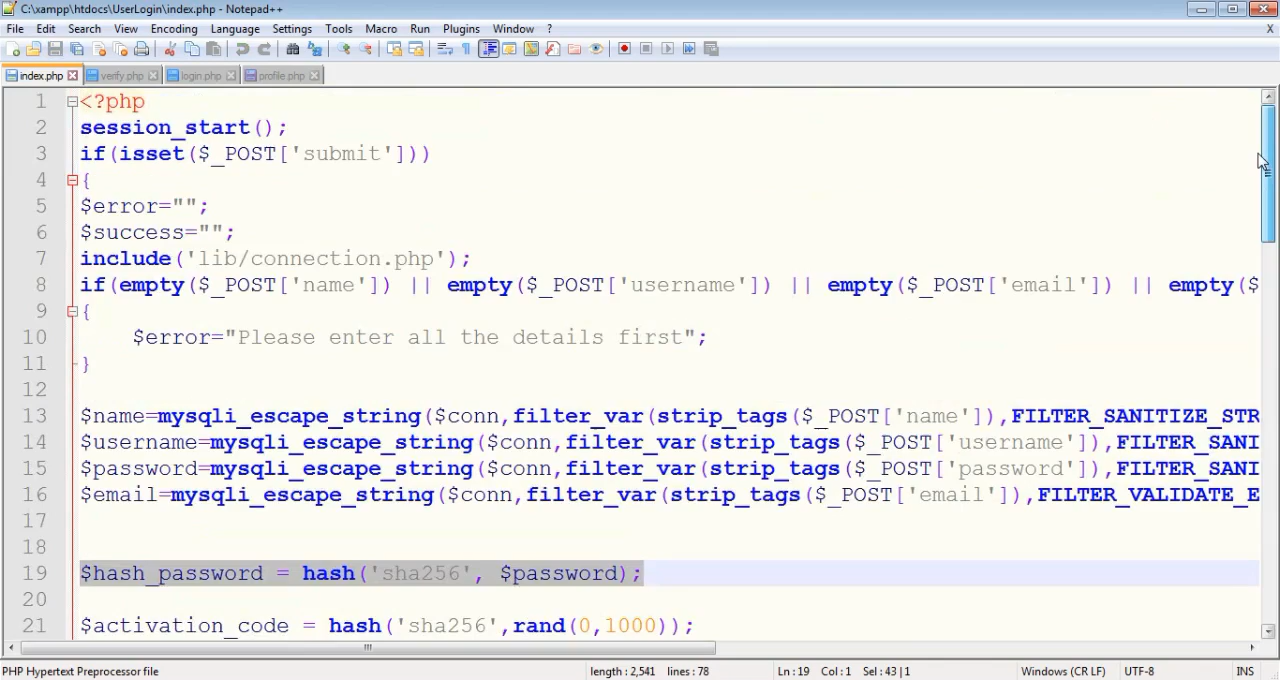 C:\xampp\htdocs\UserLogin\index.php - Notepad++
File Edit Search View Encoding Language Settings Tools Macro Run Plugins Window ? X
index.php verify.php login.php profile.php
1 <?php
2 session_start();
3 if(isset($_POST['submit']))
4 {
5 $error="";
6 $success="";
7 include('lib/connection.php');
8 if(empty($_POST['name']) || empty($_POST['username']) || empty($_POST['email']) || empty($
9 {
10 $error="Please enter all the details first";
11 }
12
13 $name=mysqli_escape_string($conn,filter_var(strip_tags($_POST['name']),FILTER_SANITIZE_STR
14 $username=mysqli_escape_string($conn,filter_var(strip_tags($_POST['username']),FILTER_SANI
15 $password=mysqli_escape_string($conn,filter_var(strip_tags($_POST['password']),FILTER_SANI
16 $email=mysqli_escape_string($conn,filter_var(strip_tags($_POST['email']),FILTER_VALIDATE_E
17
18
19 $hash_password = hash('sha256', $password);
20
21 $activation_code = hash('sha256',rand(0,1000));
PHP Hypertext Preprocessor file length : 2,541 lines : 78 Ln : 19 Col : 1 Sel : 43 | 1 Windows (CR LF) UTF-8 INS